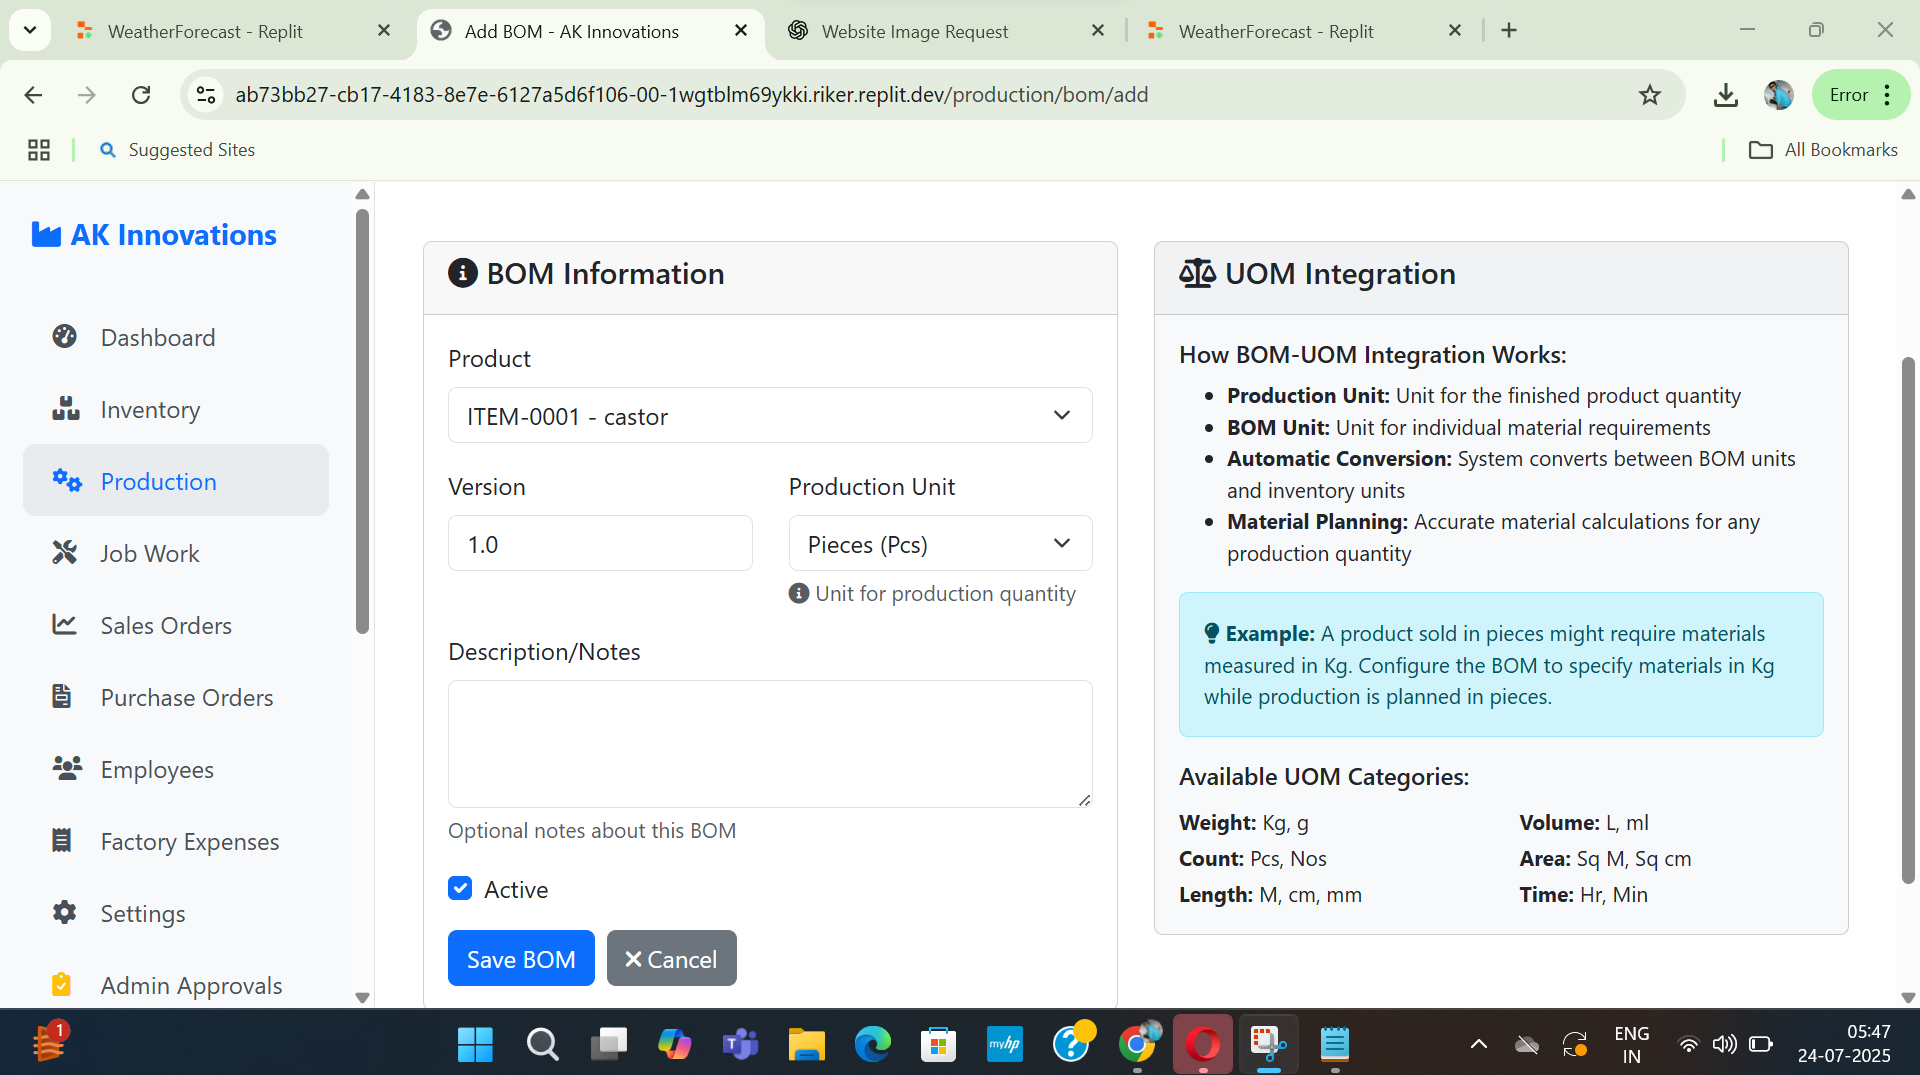 WeatherForecast - Replit
Add BOM - AK Innovations
Website Image Request
WeatherForecast - Replit
ab73bb27-cb17-4183-8e7e-6127a5d6f106-00-1wgtblm69ykki.riker.replit.dev/production/bom/add
Error
Suggested Sites
All Bookmarks
AK Innovations
Dashboard
Inventory
Production
Job Work
Sales Orders
Purchase Orders
Employees
Factory Expenses
Settings
Admin Approvals
BOM Information
Product
ITEM-0001 - castor
Version
Production Unit
1.0
Pieces (Pcs)
Unit for production quantity
Description/Notes
Optional notes about this BOM
Active
Save BOM
Cancel
UOM Integration
How BOM-UOM Integration Works:
Production Unit: Unit for the finished product quantity
BOM Unit: Unit for individual material requirements
Automatic Conversion: System converts between BOM units
and inventory units
Material Planning: Accurate material calculations for any
production quantity
Example: A product sold in pieces might require materials
measured in Kg. Configure the BOM to specify materials in Kg
while production is planned in pieces.
Available UOM Categories:
Weight: Kg, g
Volume: L, ml
Count: Pcs, Nos
Area: Sq M, Sq cm
Length: M, cm, mm
Time: Hr, Min
1
myhp
ENG
IN
05:47
24-07-2025